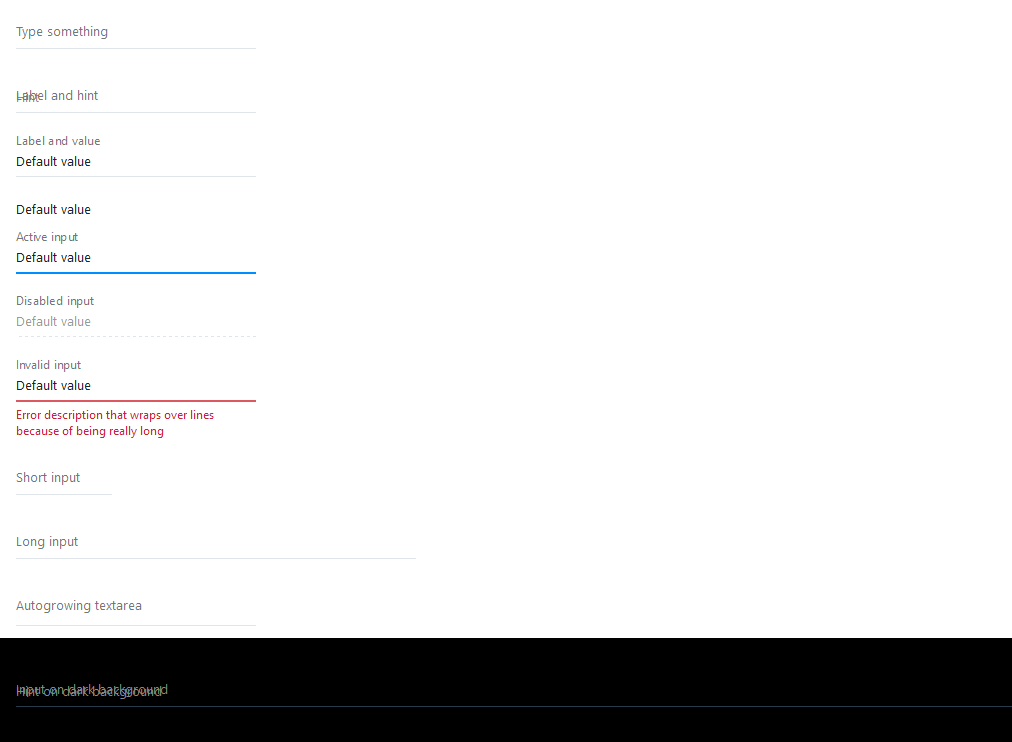 Type something
Label and hint
Hint
Label and value
Default value
Default value
Active input
Default value
Disabled input
Default value
Invalid input
Default value
Error description that wraps over lines
because of being really long
Short input
Long input
Autogrowing textarea
Input on dark background
Hint on dark background